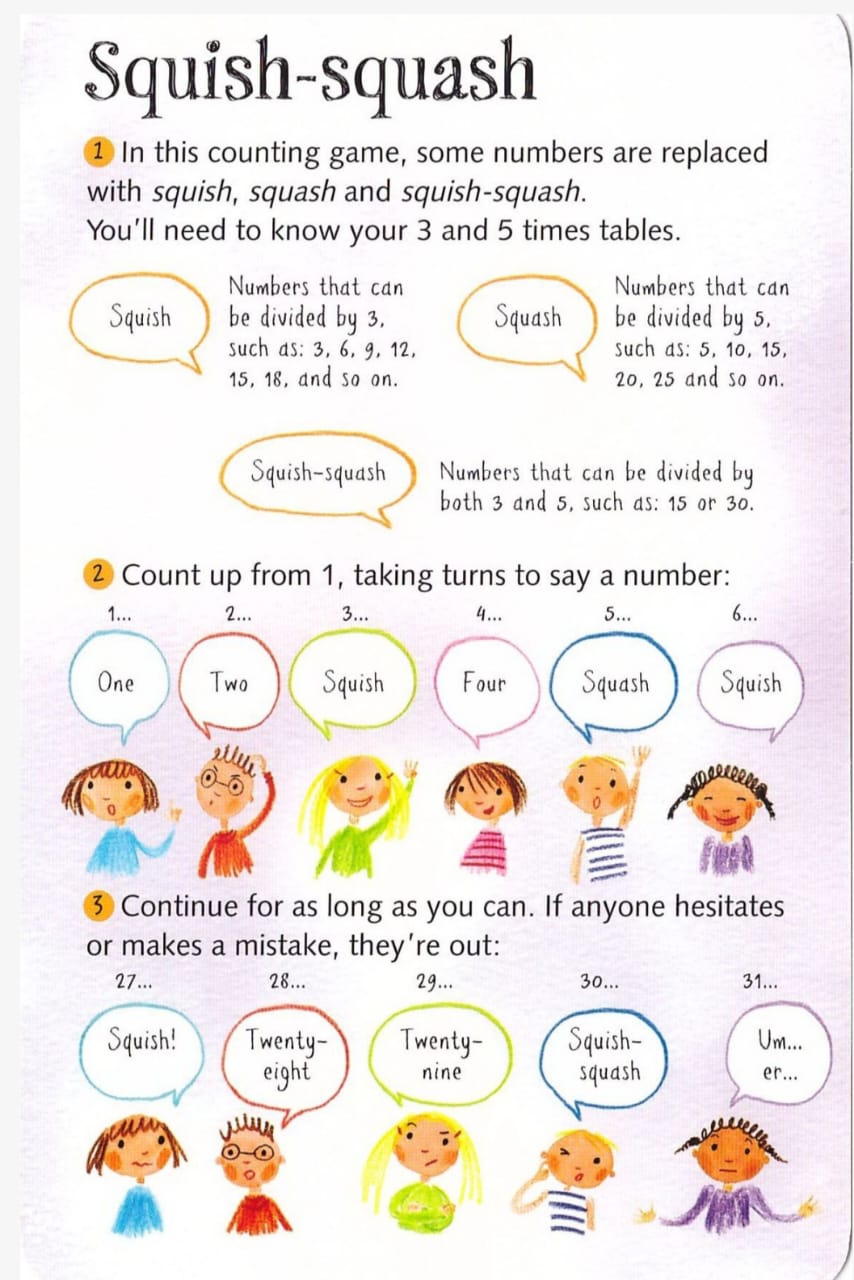 Squish-squash
1 In this counting game, some numbers are replaced
with squish, squash and squish-squash.
You'll need to know your 3 and 5 times tables.
Squish
Numbers that can
be divided by 3,
such as: 3, 6, 9, 12,
15, 18, and so on.
Squash
Numbers that can
be divided by 5,
such as: 5, 10, 15,
20, 25 and so on.
Squish-squash
Numbers that can be divided by
both 3 and 5, such as: 15 or 30.
2 Count up from 1, taking turns to say a number:
1... 2... 3... 4... 5... 6...
One Two Squish Four Squash Squish
3 Continue for as long as you can. If anyone hesitates
or makes a mistake, they're out:
27... 28... 29... 30... 31...
Squish!
Twenty-
eight
Twenty-
nine
Squish-
squash
Um...
er...